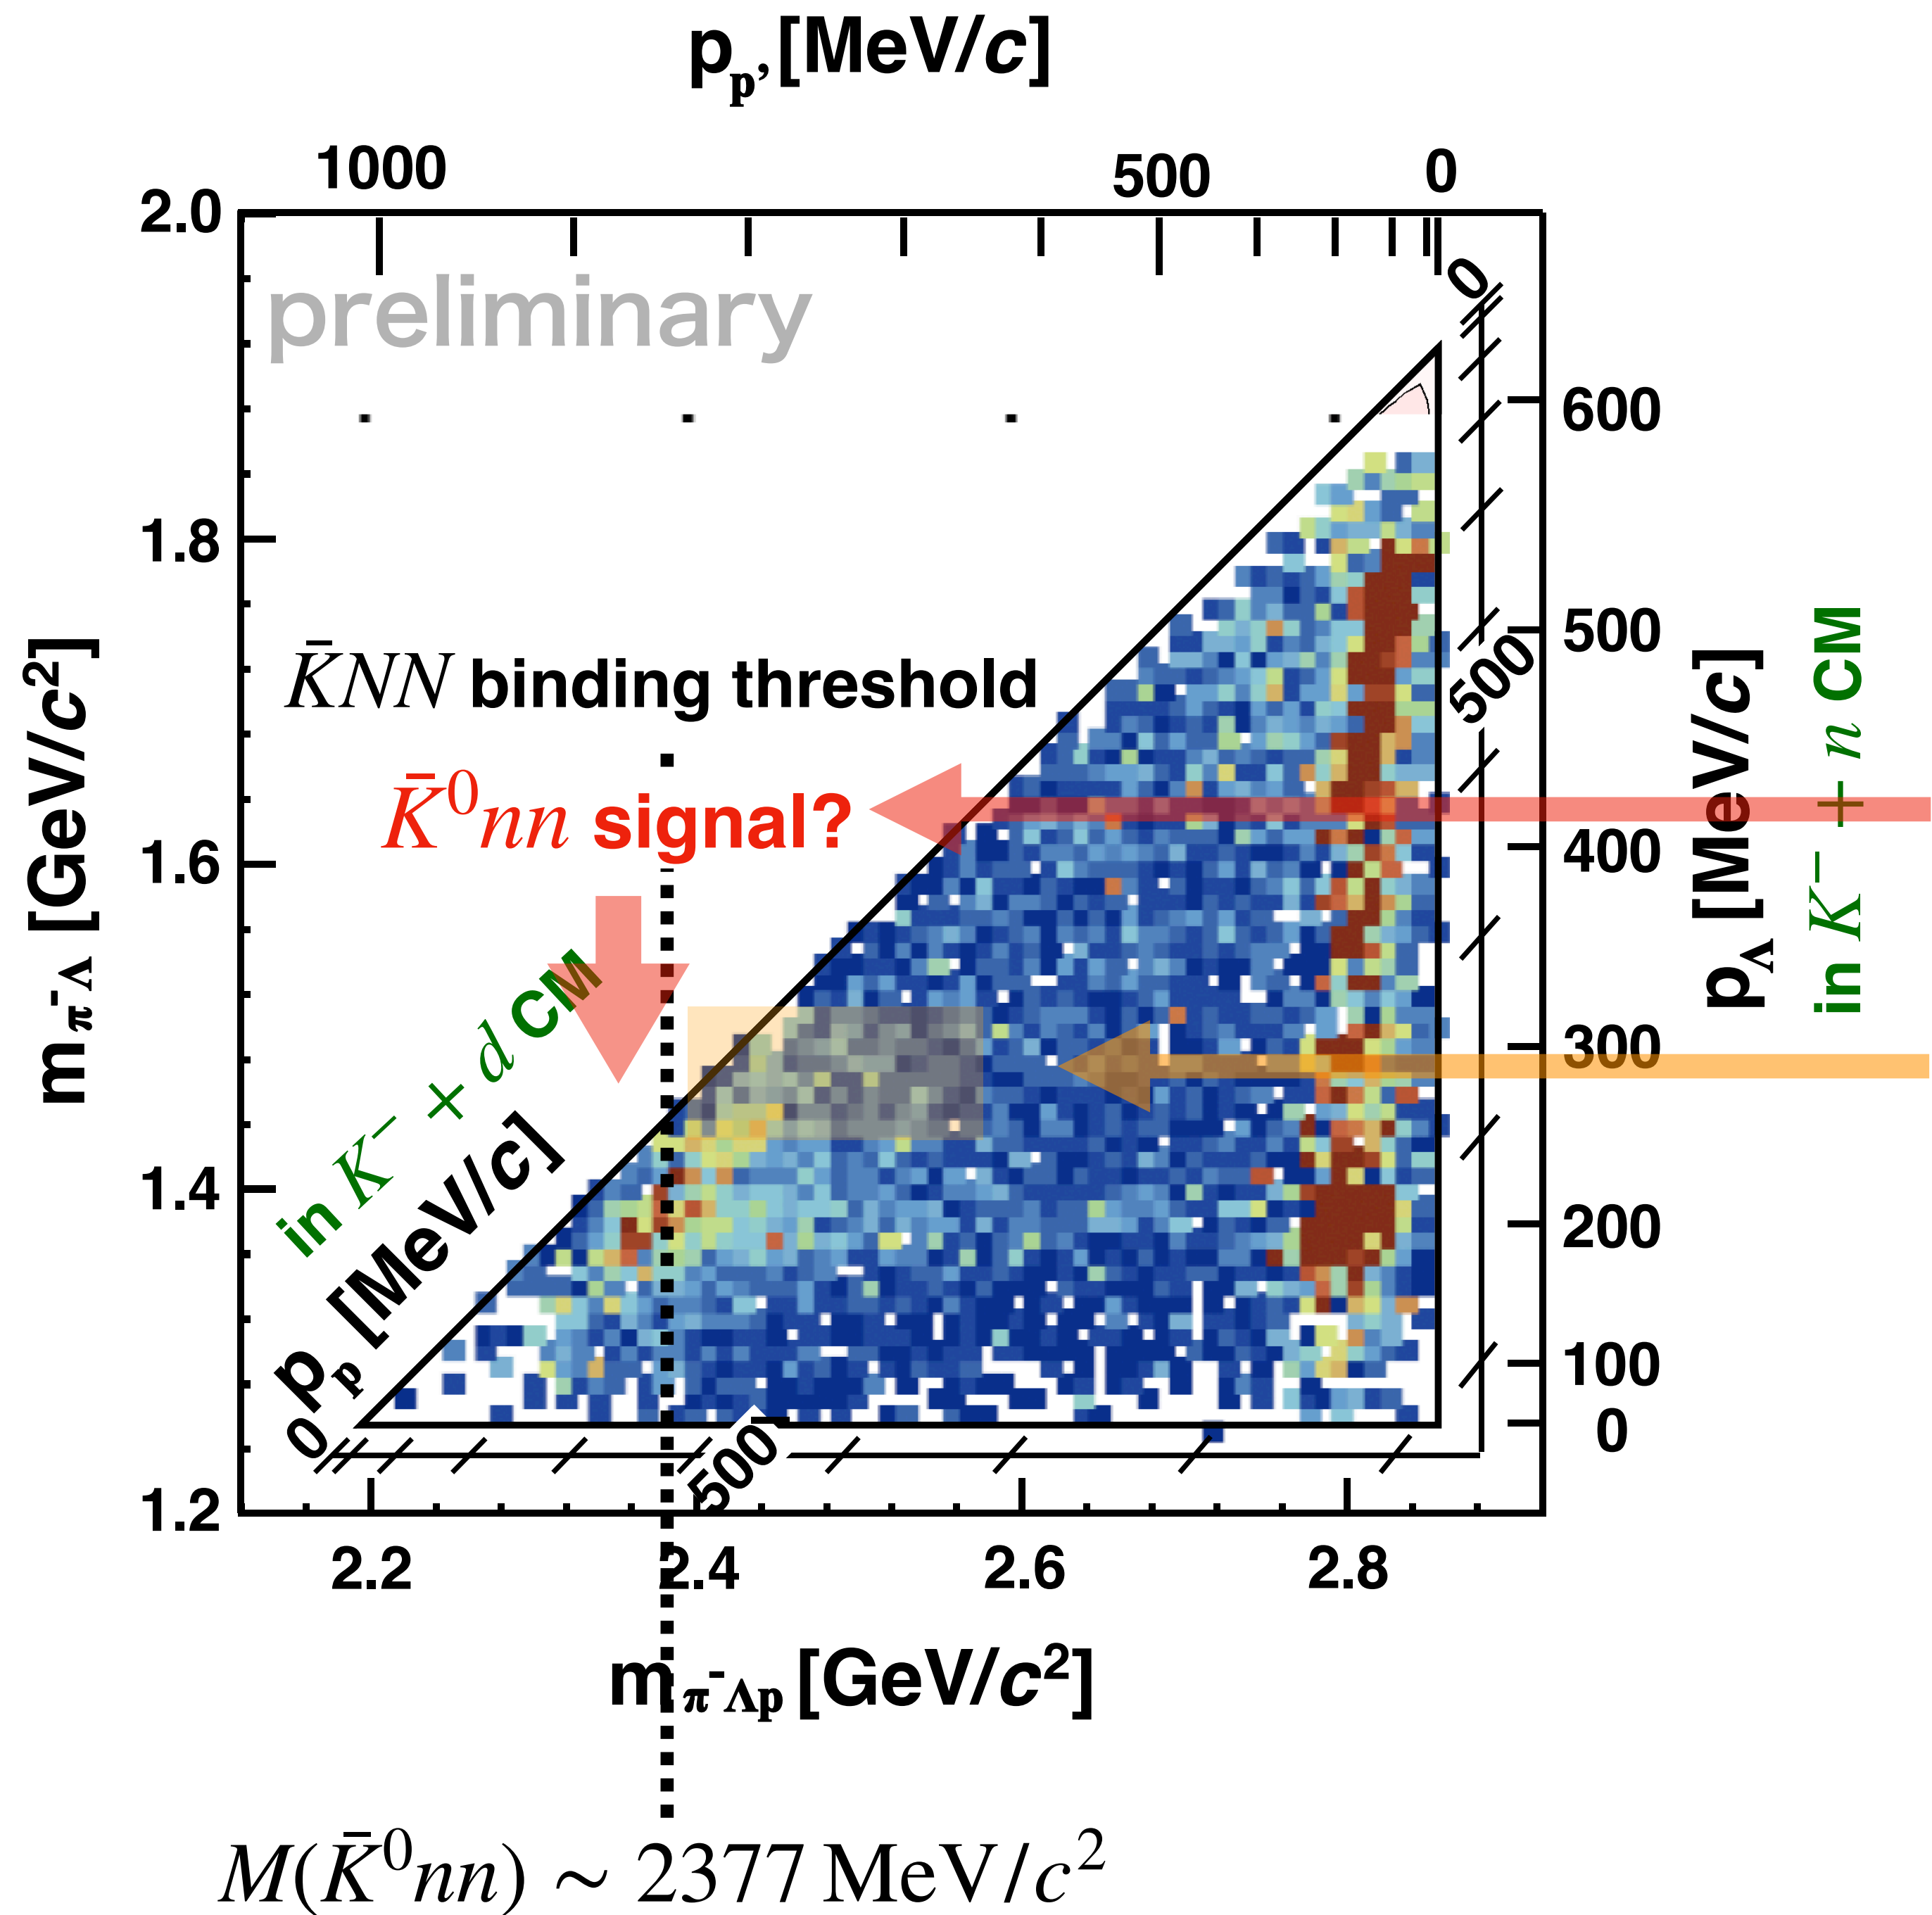 p_p' [MeV/c]
1000 500 0
2.0
preliminary
0
600
1.8
500
K̄NN binding threshold
500
K̄⁰nn signal?
1.6
400
m_π⁻Λ [GeV/c²]
p_Λ [MeV/c]
in K⁻ + n CM
300
in K⁻ + d CM
p_p [MeV/c]
1.4
200
100
0
0
500
1.2
2.2 2.4 2.6 2.8
m_π⁻Λp [GeV/c²]
M(K̄⁰nn) ~ 2377 MeV/c²